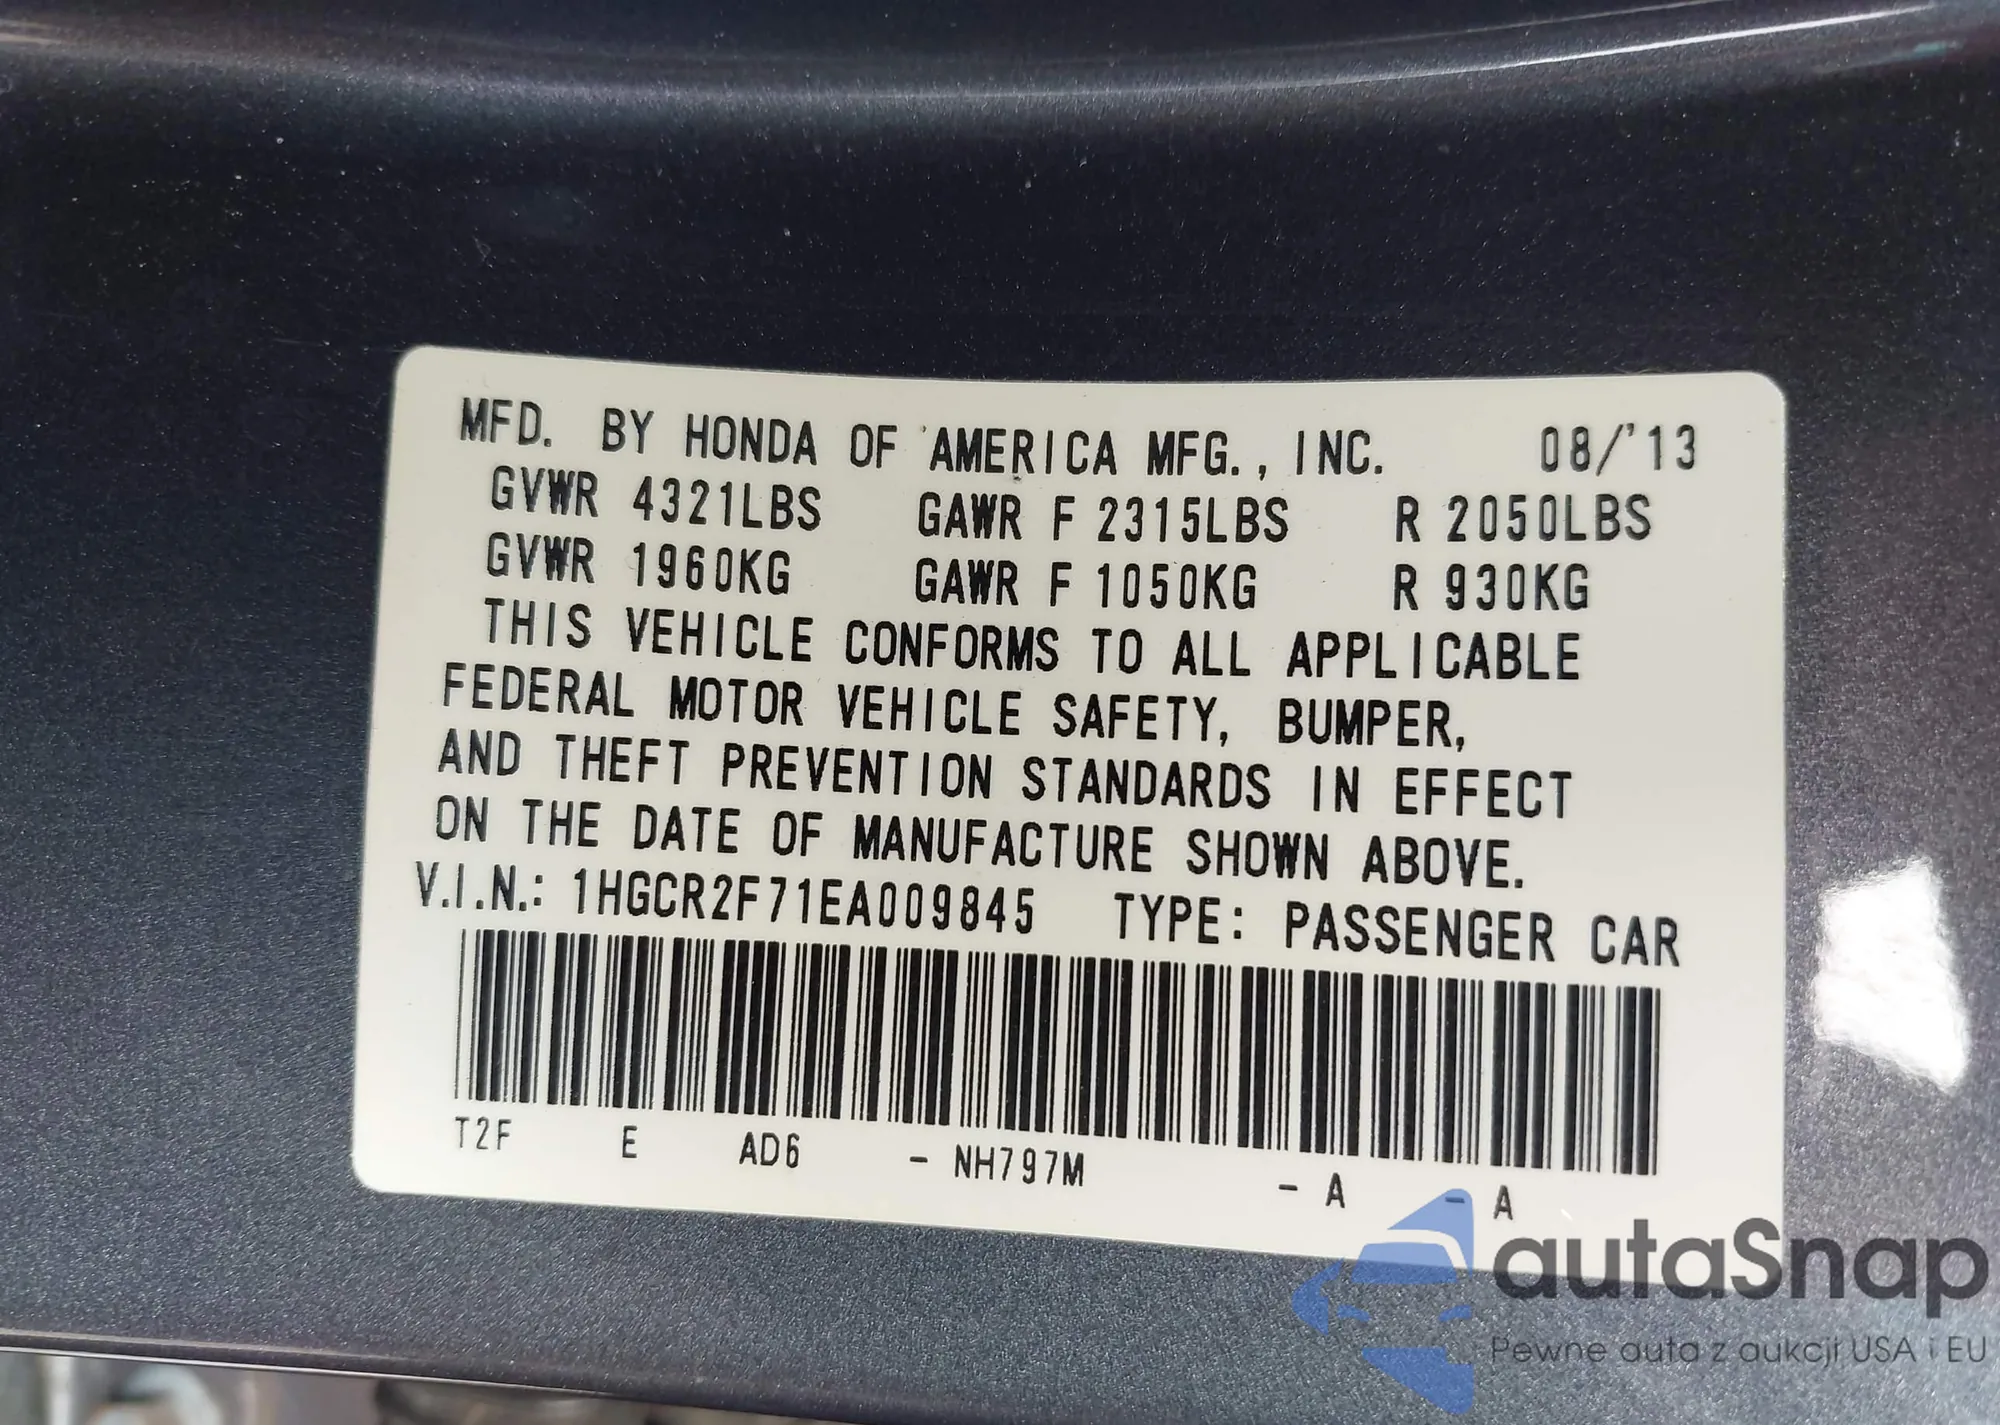 MFD. BY HONDA OF AMERICA MFG., INC. 08/'13
GVWR 4321LBS GAWR F 2315LBS R 2050LBS
GVWR 1960KG GAWR F 1050KG R 930KG
THIS VEHICLE CONFORMS TO ALL APPLICABLE
FEDERAL MOTOR VEHICLE SAFETY, BUMPER,
AND THEFT PREVENTION STANDARDS IN EFFECT
ON THE DATE OF MANUFACTURE SHOWN ABOVE.
V.I.N.: 1HGCR2F71EA009845 TYPE: PASSENGER CAR
T2F E AD6 - NH797M - A - A
autaSnap
Pewne auta z aukcji USA i EU